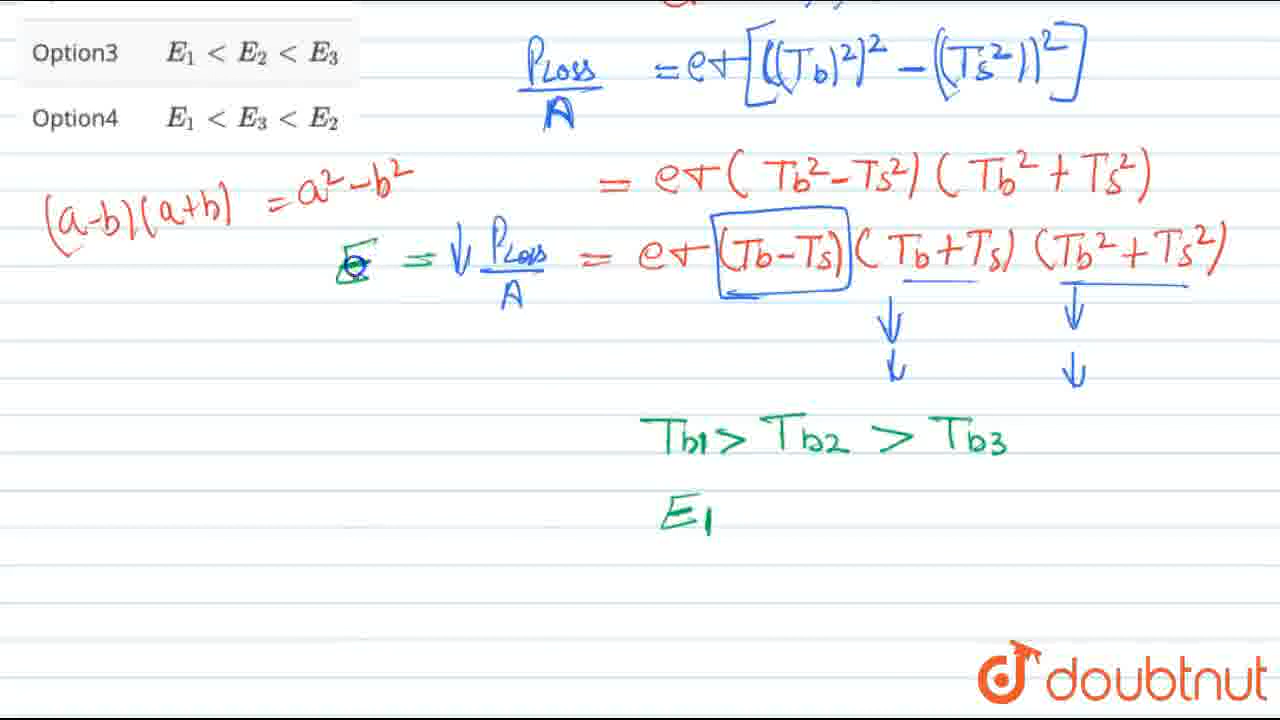 Option3 E₁ < E₂ < E₃
Option4 E₁ < E₃ < E₂
PLoss/A = eσ[((Tb)²)² − ((Ts²))²]
(a-b)(a+b) = a² − b²
= eσ( Tb² − Ts²) ( Tb² + Ts²)
E = ↓ PLoss/A = eσ (Tb − Ts) ( Tb + Ts) (Tb² + Ts²)
↓ ↓
↓ ↓
Tb1 > Tb2 > Tb3
E1
doubtnut